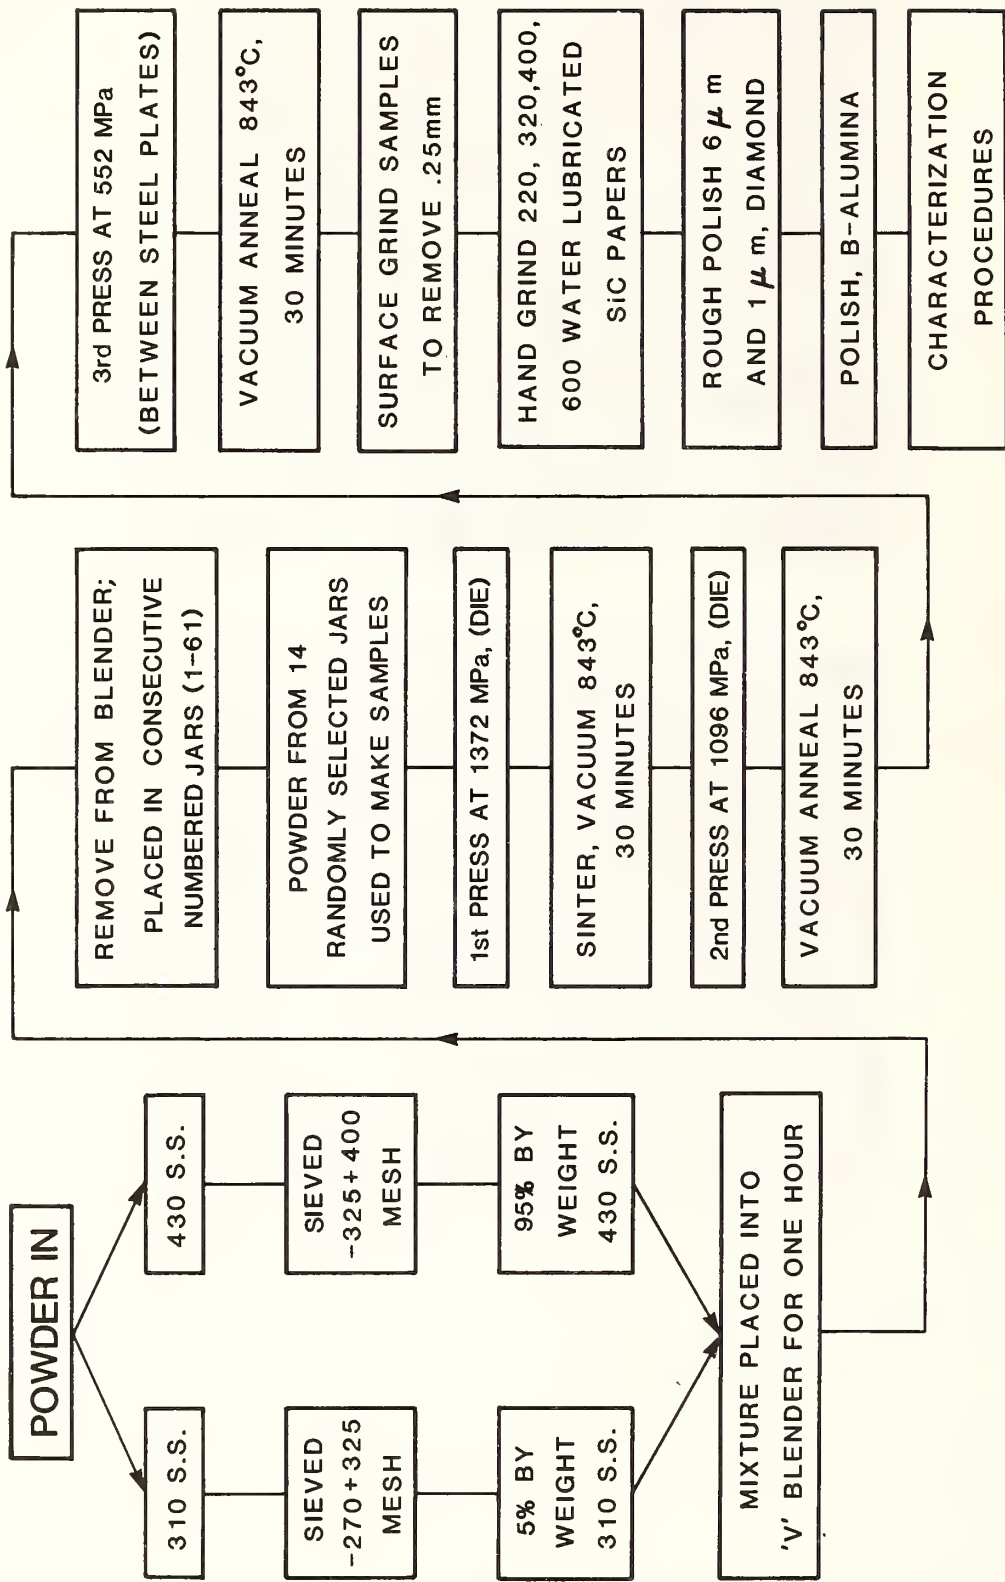 POWDER IN
310 S.S.
430 S.S.
SIEVED
-270+325
MESH
SIEVED
-325+400
MESH
5% BY
WEIGHT
310 S.S.
95% BY
WEIGHT
430 S.S.
MIXTURE PLACED INTO
'V' BLENDER FOR ONE HOUR
REMOVE FROM BLENDER;
PLACED IN CONSECUTIVE
NUMBERED JARS (1-61)
POWDER FROM 14
RANDOMLY SELECTED JARS
USED TO MAKE SAMPLES
1st PRESS AT 1372 MPa, (DIE)
SINTER, VACUUM 843°C,
30 MINUTES
2nd PRESS AT 1096 MPa, (DIE)
VACUUM ANNEAL 843°C,
30 MINUTES
3rd PRESS AT 552 MPa
(BETWEEN STEEL PLATES)
VACUUM ANNEAL 843°C,
30 MINUTES
SURFACE GRIND SAMPLES
TO REMOVE .25mm
HAND GRIND 220, 320,400,
600 WATER LUBRICATED
SiC PAPERS
ROUGH POLISH 6 μm
AND 1 μm, DIAMOND
POLISH, B-ALUMINA
CHARACTERIZATION
PROCEDURES